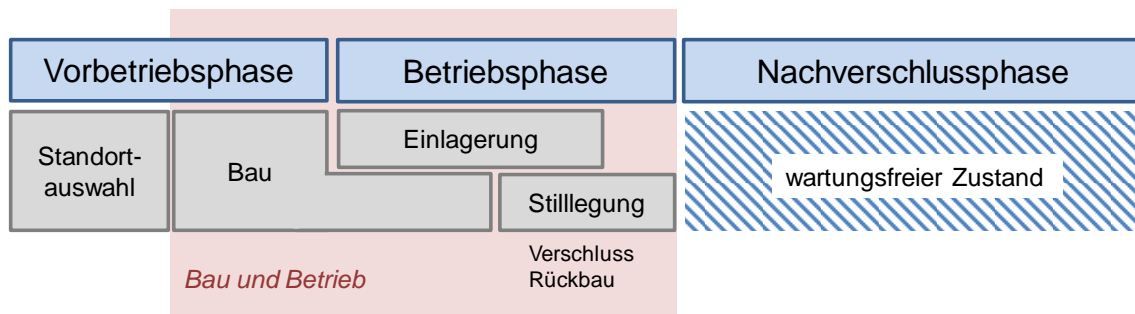 Vorbetriebsphase
Betriebsphase
Nachverschlussphase
Standort-
auswahl
Bau
Einlagerung
Stilllegung
wartungsfreier Zustand
Verschluss
Rückbau
Bau und Betrieb